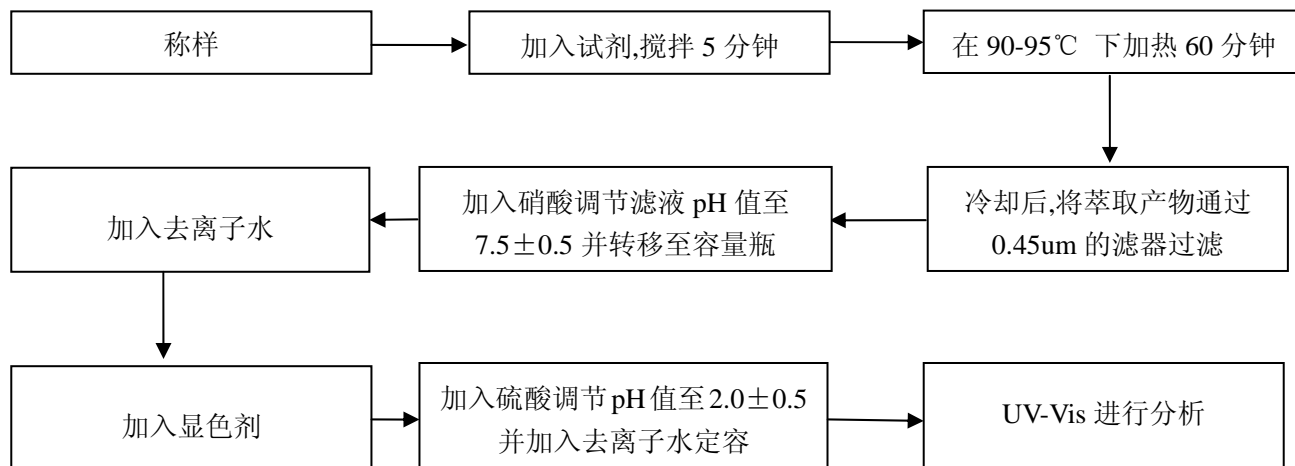 称样
加入试剂,搅拌 5 分钟
在 90-95℃ 下加热 60 分钟
冷却后,将萃取产物通过
0.45um 的滤器过滤
加入硝酸调节滤液 pH 值至
7.5±0.5 并转移至容量瓶
加入去离子水
加入显色剂
加入硫酸调节 pH 值至 2.0±0.5
并加入去离子水定容
UV-Vis 进行分析